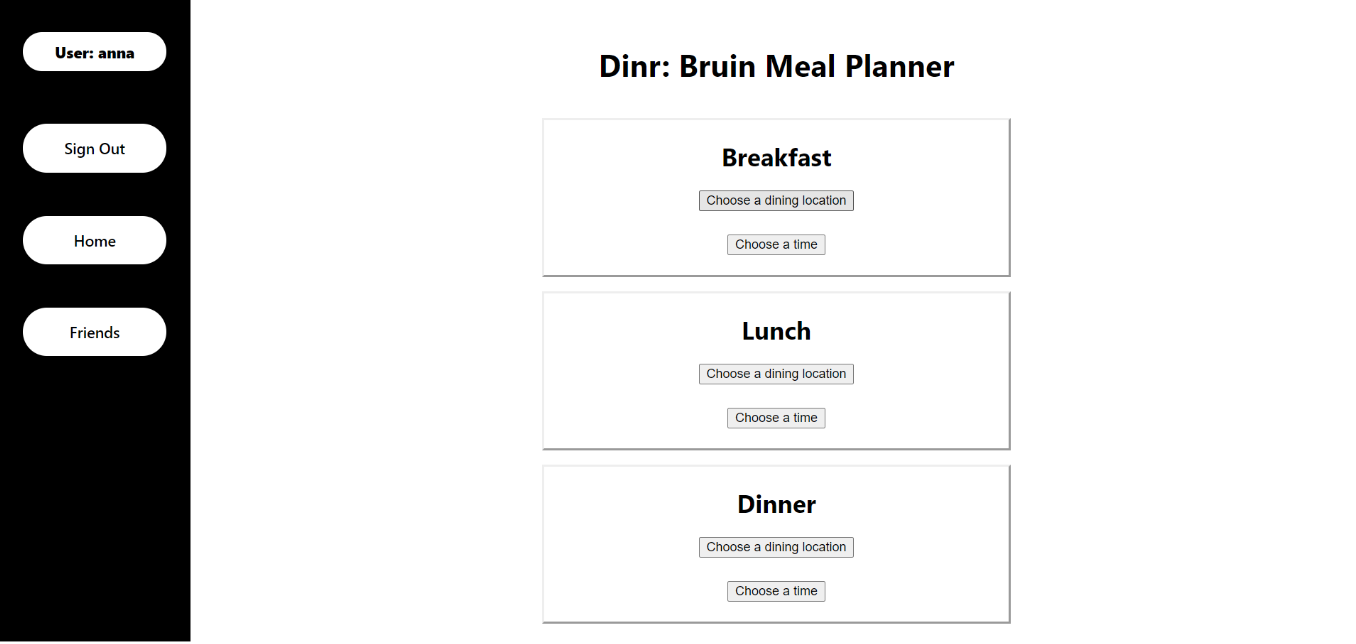 User: anna
Sign Out
Home
Friends
Dinr: Bruin Meal Planner
Breakfast
Choose a dining location
Choose a time
Lunch
Choose a dining location
Choose a time
Dinner
Choose a dining location
Choose a time